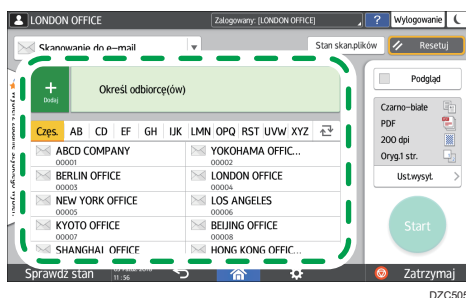 LONDON OFFICE
Zalogowany: [LONDON OFFICE]
?
Wylogowanie
Skanowanie do e-mail
Stan skan.plików
Resetuj
+
Dodaj
Określ odbiorcę(ów)
Podgląd
Częs. AB CD EF GH IJK LMN OPQ RST UVW XYZ
Czarno-białe
PDF
200 dpi
Oryg.1 str.
ABCD COMPANY
00001
YOKOHAMA OFFIC...
00002
BERLIN OFFICE
00003
LONDON OFFICE
00004
NEW YORK OFFICE
00005
LOS ANGELES
00006
KYOTO OFFICE
00007
BEIJING OFFICE
00008
SHANGHAI OFFICE
HONG KONG OFFIC...
Ust.wysył.
Start
Sprawdź stan
11:56
Zatrzymaj
DZC505